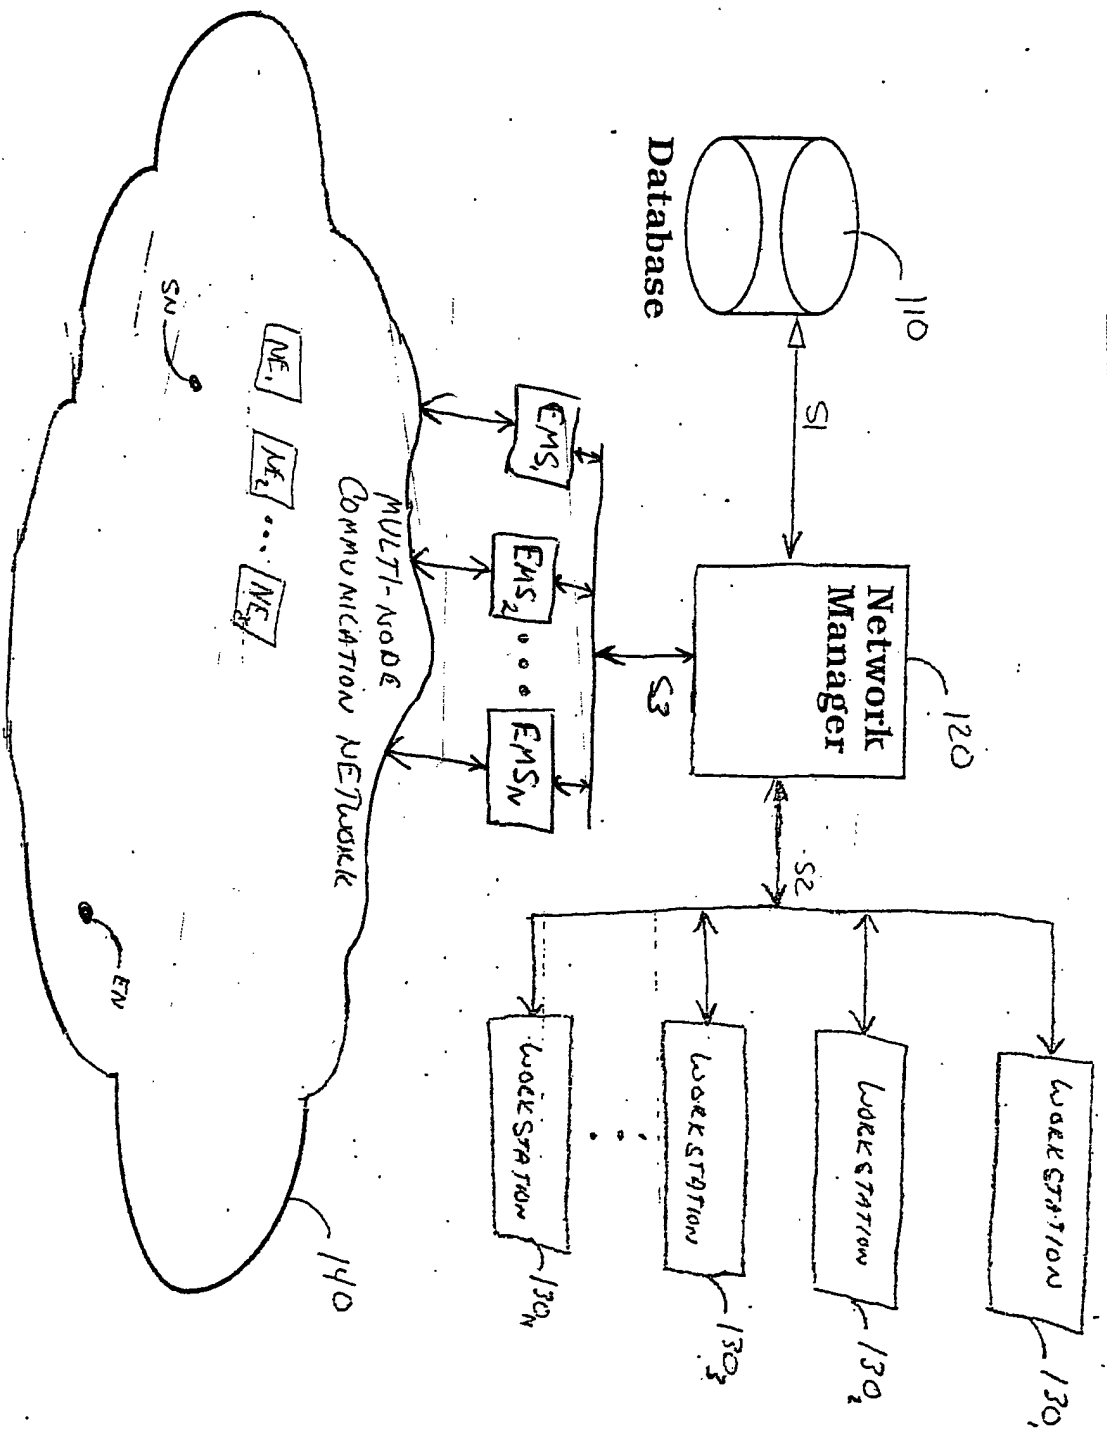 110
Database
S1
Network
Manager
120
S2
S3
WORKSTATION
130₁
WORKSTATION
130₂
WORKSTATION
130₃
WORKSTATION
130N
EMS₁
EMS₂
EMSN
MULTI-NODE
COMMUNICATION NETWORK
NE₁
NE₂
SN
EN
140